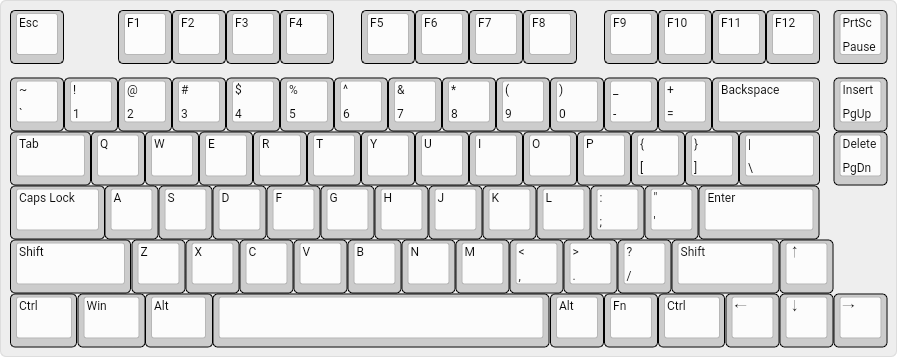 Esc F1 F2 F3 F4 F5 F6 F7 F8 F9 F10 F11 F12 PrtSc
Pause
~ ! @ # $ % ^ & * ( ) _ + Backspace Insert
` 1 2 3 4 5 6 7 8 9 0 - = PgUp
Tab Q W E R T Y U I O P { } | Delete
[ ] \ PgDn
Caps Lock A S D F G H J K L : " Enter
; '
Shift Z X C V B N M < > ? Shift ↑
, . /
Ctrl Win Alt Alt Fn Ctrl ← ↓ →